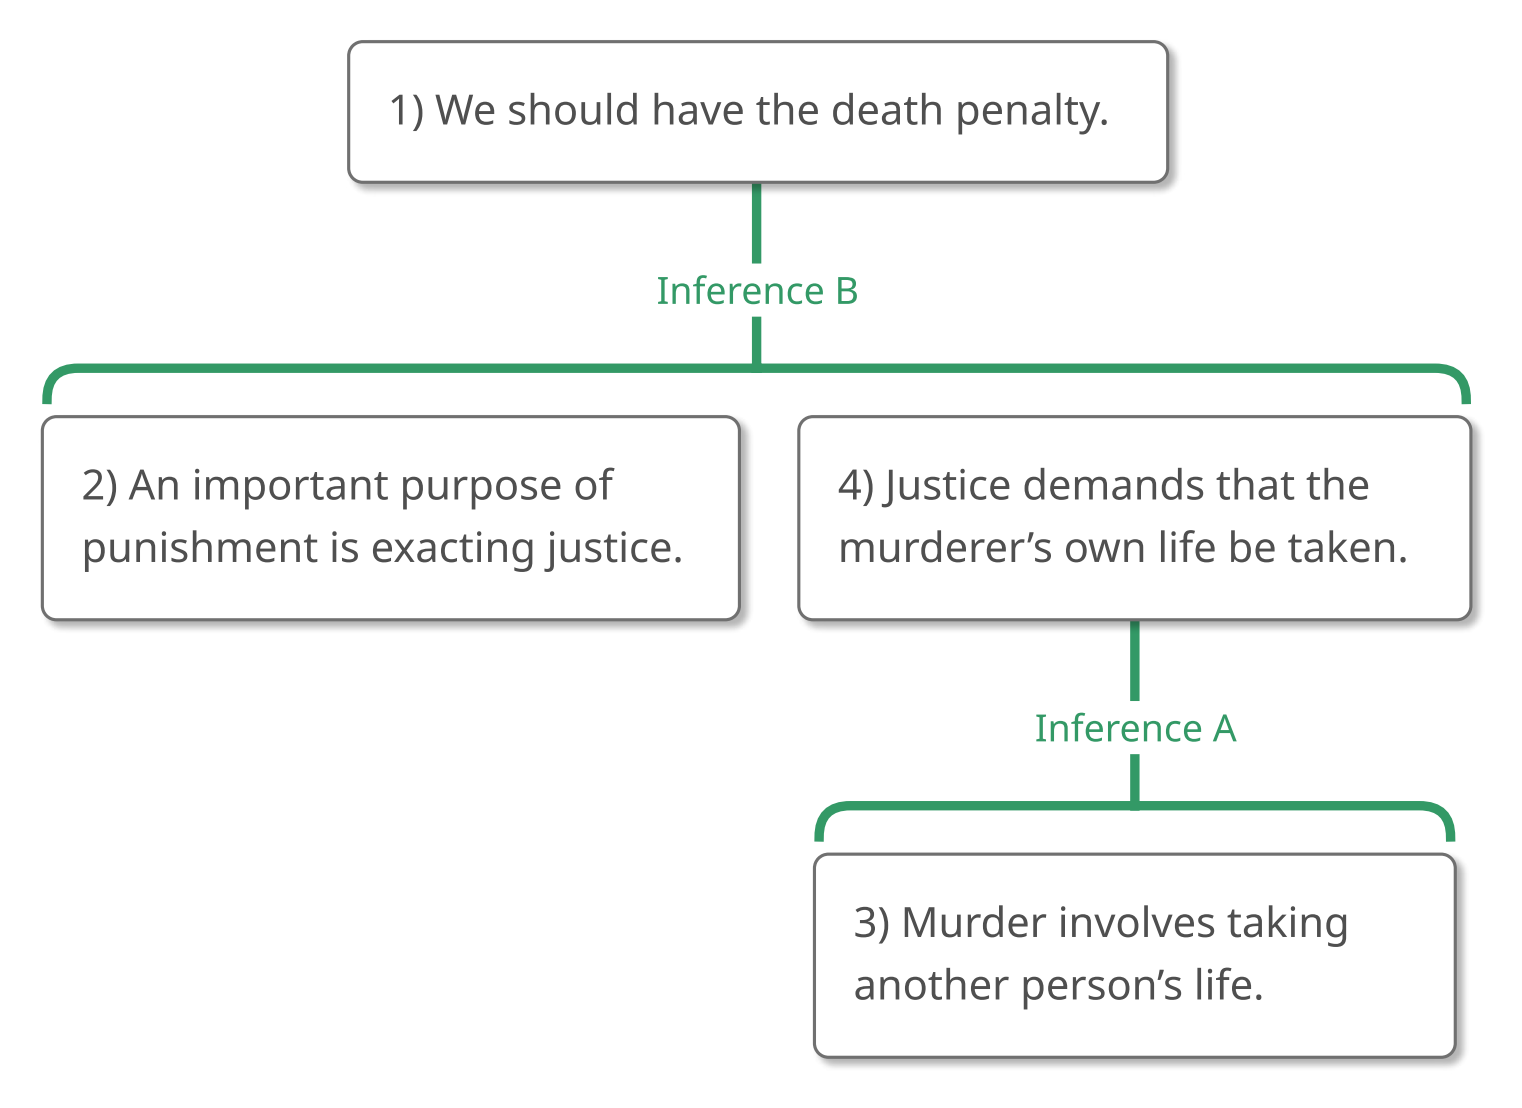 1) We should have the death penalty.
Inference B
2) An important purpose of
punishment is exacting justice.
4) Justice demands that the
murderer’s own life be taken.
Inference A
3) Murder involves taking
another person’s life.